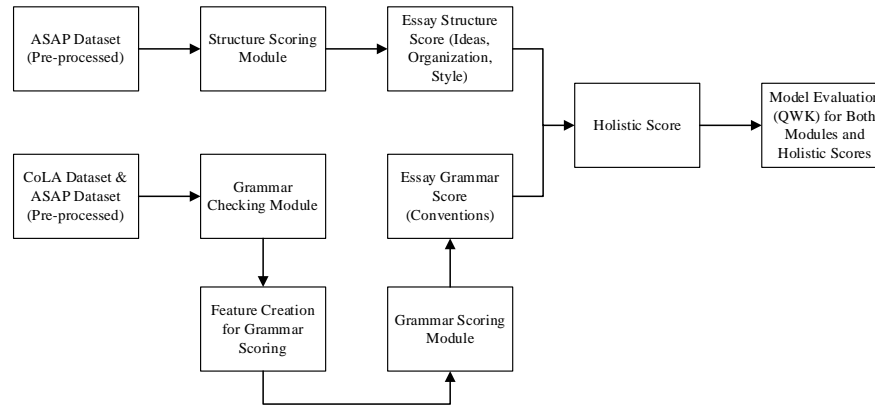 ASAP Dataset
(Pre-processed)
Structure Scoring
Module
Essay Structure
Score (Ideas,
Organization,
Style)
Holistic Score
Model Evaluation
(QWK) for Both
Modules and
Holistic Scores
CoLA Dataset &
ASAP Dataset
(Pre-processed)
Grammar
Checking Module
Essay Grammar
Score
(Conventions)
Feature Creation
for Grammar
Scoring
Grammar Scoring
Module